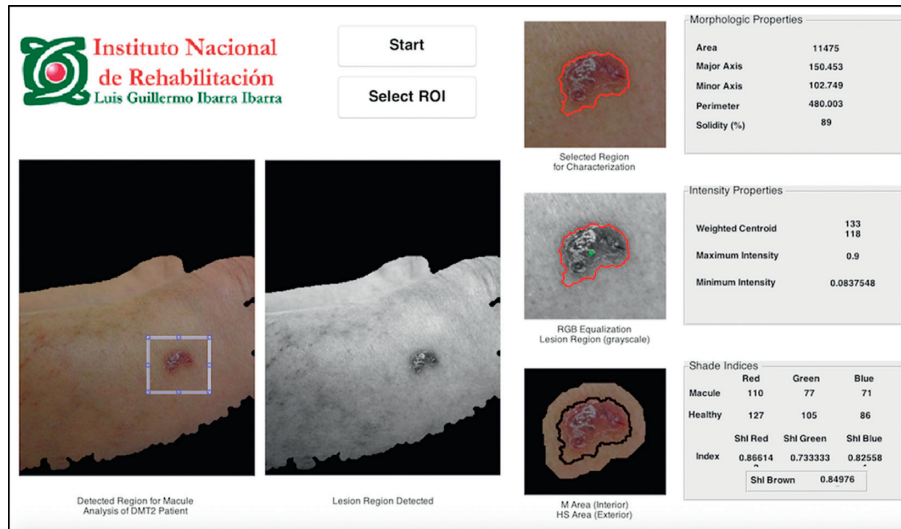 Instituto Nacional
de Rehabilitación
Luis Guillermo Ibarra Ibarra
Start
Select ROI
Detected Region for Macule
Analysis of DMT2 Patient
Lesion Region Detected
Selected Region
for Characterization
RGB Equalization
Lesion Region (grayscale)
M Area (Interior)
HS Area (Exterior)
Morphologic Properties
Area 11475
Major Axis 150.453
Minor Axis 102.749
Perimeter 480.003
Solidity (%) 89
Intensity Properties
Weighted Centroid 133
118
Maximum Intensity 0.9
Minimum Intensity 0.0837548
Shade Indices
Red Green Blue
Macule 110 77 71
Healthy 127 105 86
ShI Red ShI Green ShI Blue
Index 0.86614 0.733333 0.82558
ShI Brown 0.84976